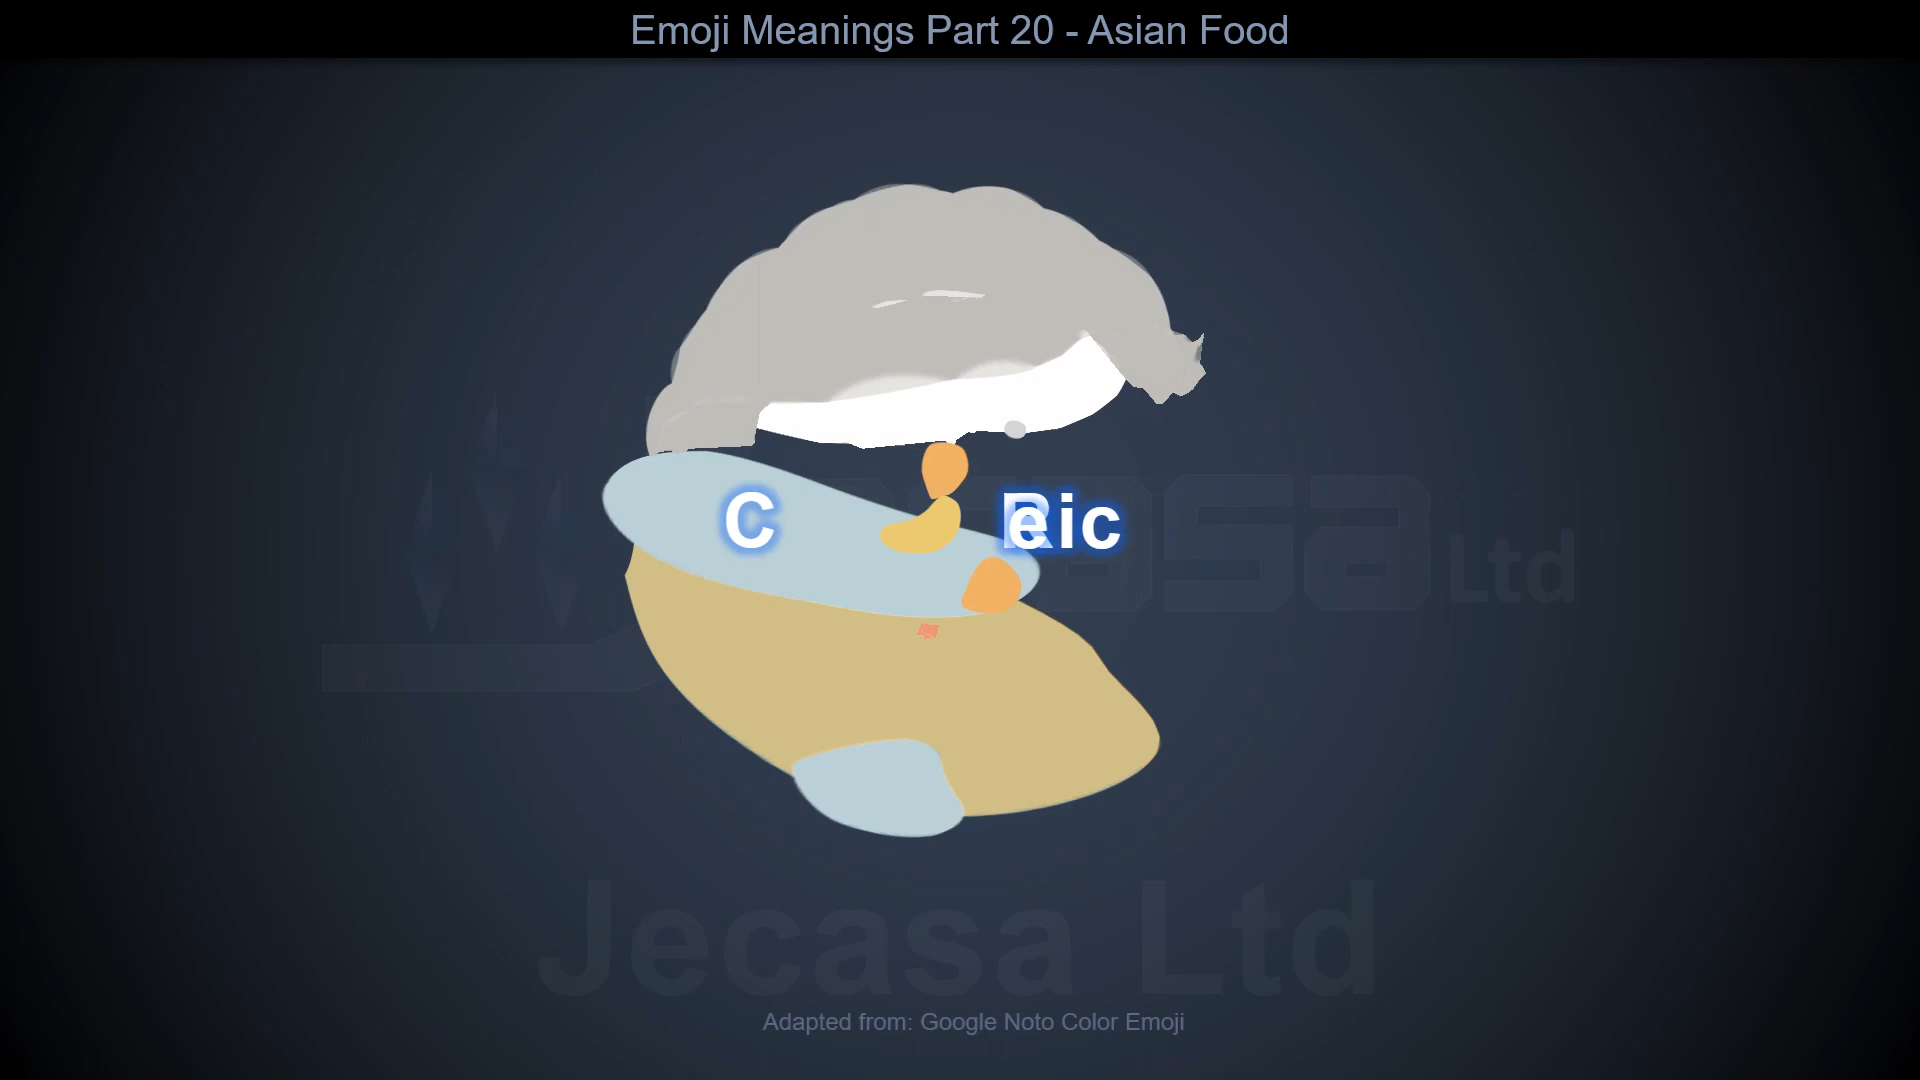 Emoji Meanings Part 20 - Asian Food
C Ric
Ltd
Jecasa Ltd
Adapted from: Google Noto Color Emoji